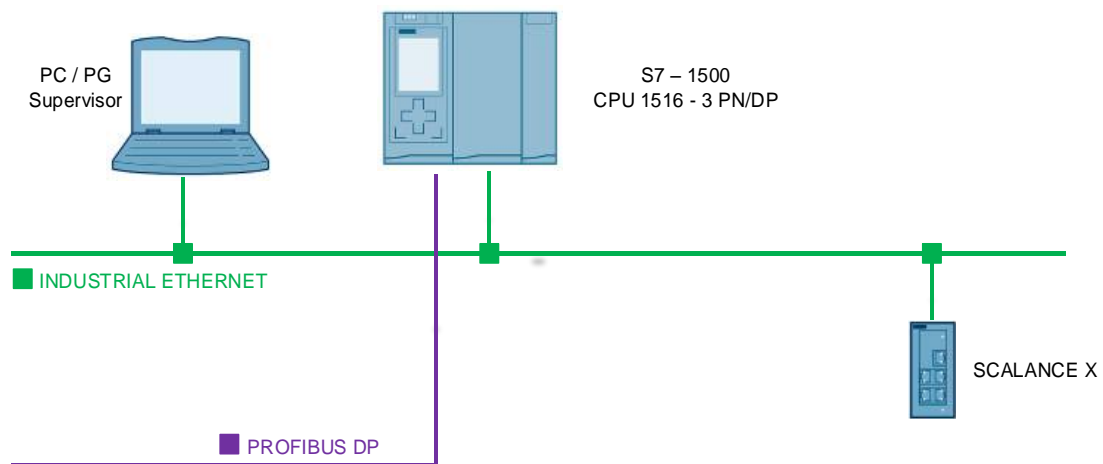 PC / PG
Supervisor
S7 – 1500
CPU 1516 - 3 PN/DP
INDUSTRIAL ETHERNET
SCALANCE X
PROFIBUS DP